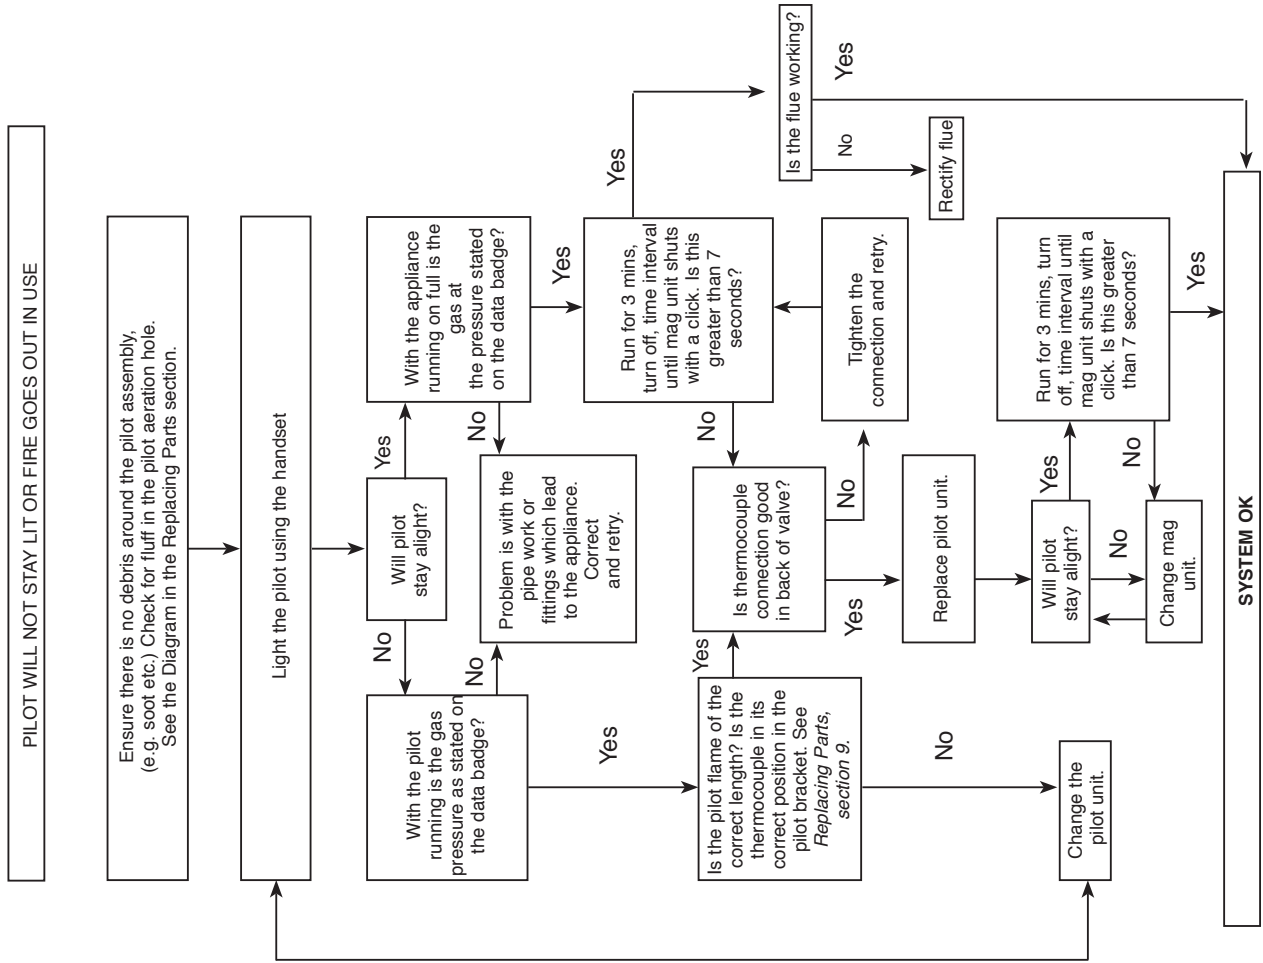 PILOT WILL NOT STAY LIT OR FIRE GOES OUT IN USE
Ensure there is no debris around the pilot assembly,
(e.g. soot etc.) Check for fluff in the pilot aeration hole.
See the Diagram in the Replacing Parts section.
Light the pilot using the handset
Will pilot
stay alight?
No
Yes
With the pilot
running is the gas
pressure as stated on
the data badge?
No
Yes
With the appliance
running on full is the
gas at
the pressure stated
on the data badge?
No
Yes
Problem is with the
pipe work or
fittings which lead
to the appliance.
Correct
and retry.
Is the pilot flame of the
correct length? Is the
thermocouple in its
correct position in the
pilot bracket. See
Replacing Parts,
section 9.
Yes
No
Run for 3 mins,
turn off, time interval
until mag unit shuts
with a click. Is this
greater than 7
seconds?
No
Yes
Is thermocouple
connection good
in back of valve?
Yes
No
Tighten the
connection and retry.
Is the flue working?
No
Yes
Rectify flue
Replace pilot unit.
Will pilot
stay alight?
Yes
No
Change mag
unit.
Run for 3 mins, turn
off, time interval until
mag unit shuts with a
click. Is this greater
than 7 seconds?
No
Yes
Change the
pilot unit.
SYSTEM OK